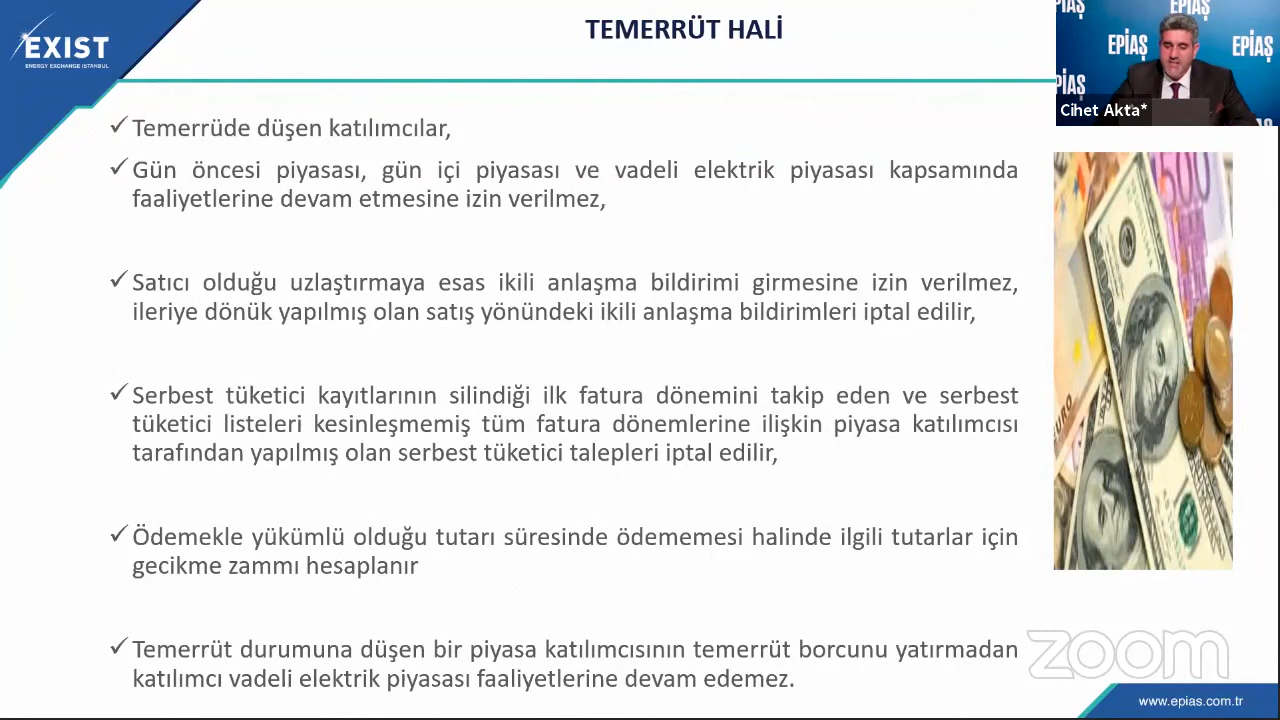 TEMERRÜT HALİ
EXIST
ENERGY EXCHANGE ISTANBUL
EPİAŞ
EPİAŞ
EPİAŞ
Cihet Akta*
✓ Temerrüde düşen katılımcılar,
✓ Gün öncesi piyasası, gün içi piyasası ve vadeli elektrik piyasası kapsamında
faaliyetlerine devam etmesine izin verilmez,
✓ Satıcı olduğu uzlaştırmaya esas ikili anlaşma bildirimi girmesine izin verilmez,
ileriye dönük yapılmış olan satış yönündeki ikili anlaşma bildirimleri iptal edilir,
✓ Serbest tüketici kayıtlarının silindiği ilk fatura dönemini takip eden ve serbest
tüketici listeleri kesinleşmemiş tüm fatura dönemlerine ilişkin piyasa katılımcısı
tarafından yapılmış olan serbest tüketici talepleri iptal edilir,
✓ Ödemekle yükümlü olduğu tutarı süresinde ödememesi halinde ilgili tutarlar için
gecikme zammı hesaplanır
✓ Temerrüt durumuna düşen bir piyasa katılımcısının temerrüt borcunu yatırmadan
katılımcı vadeli elektrik piyasası faaliyetlerine devam edemez.
zoom
www.epias.com.tr